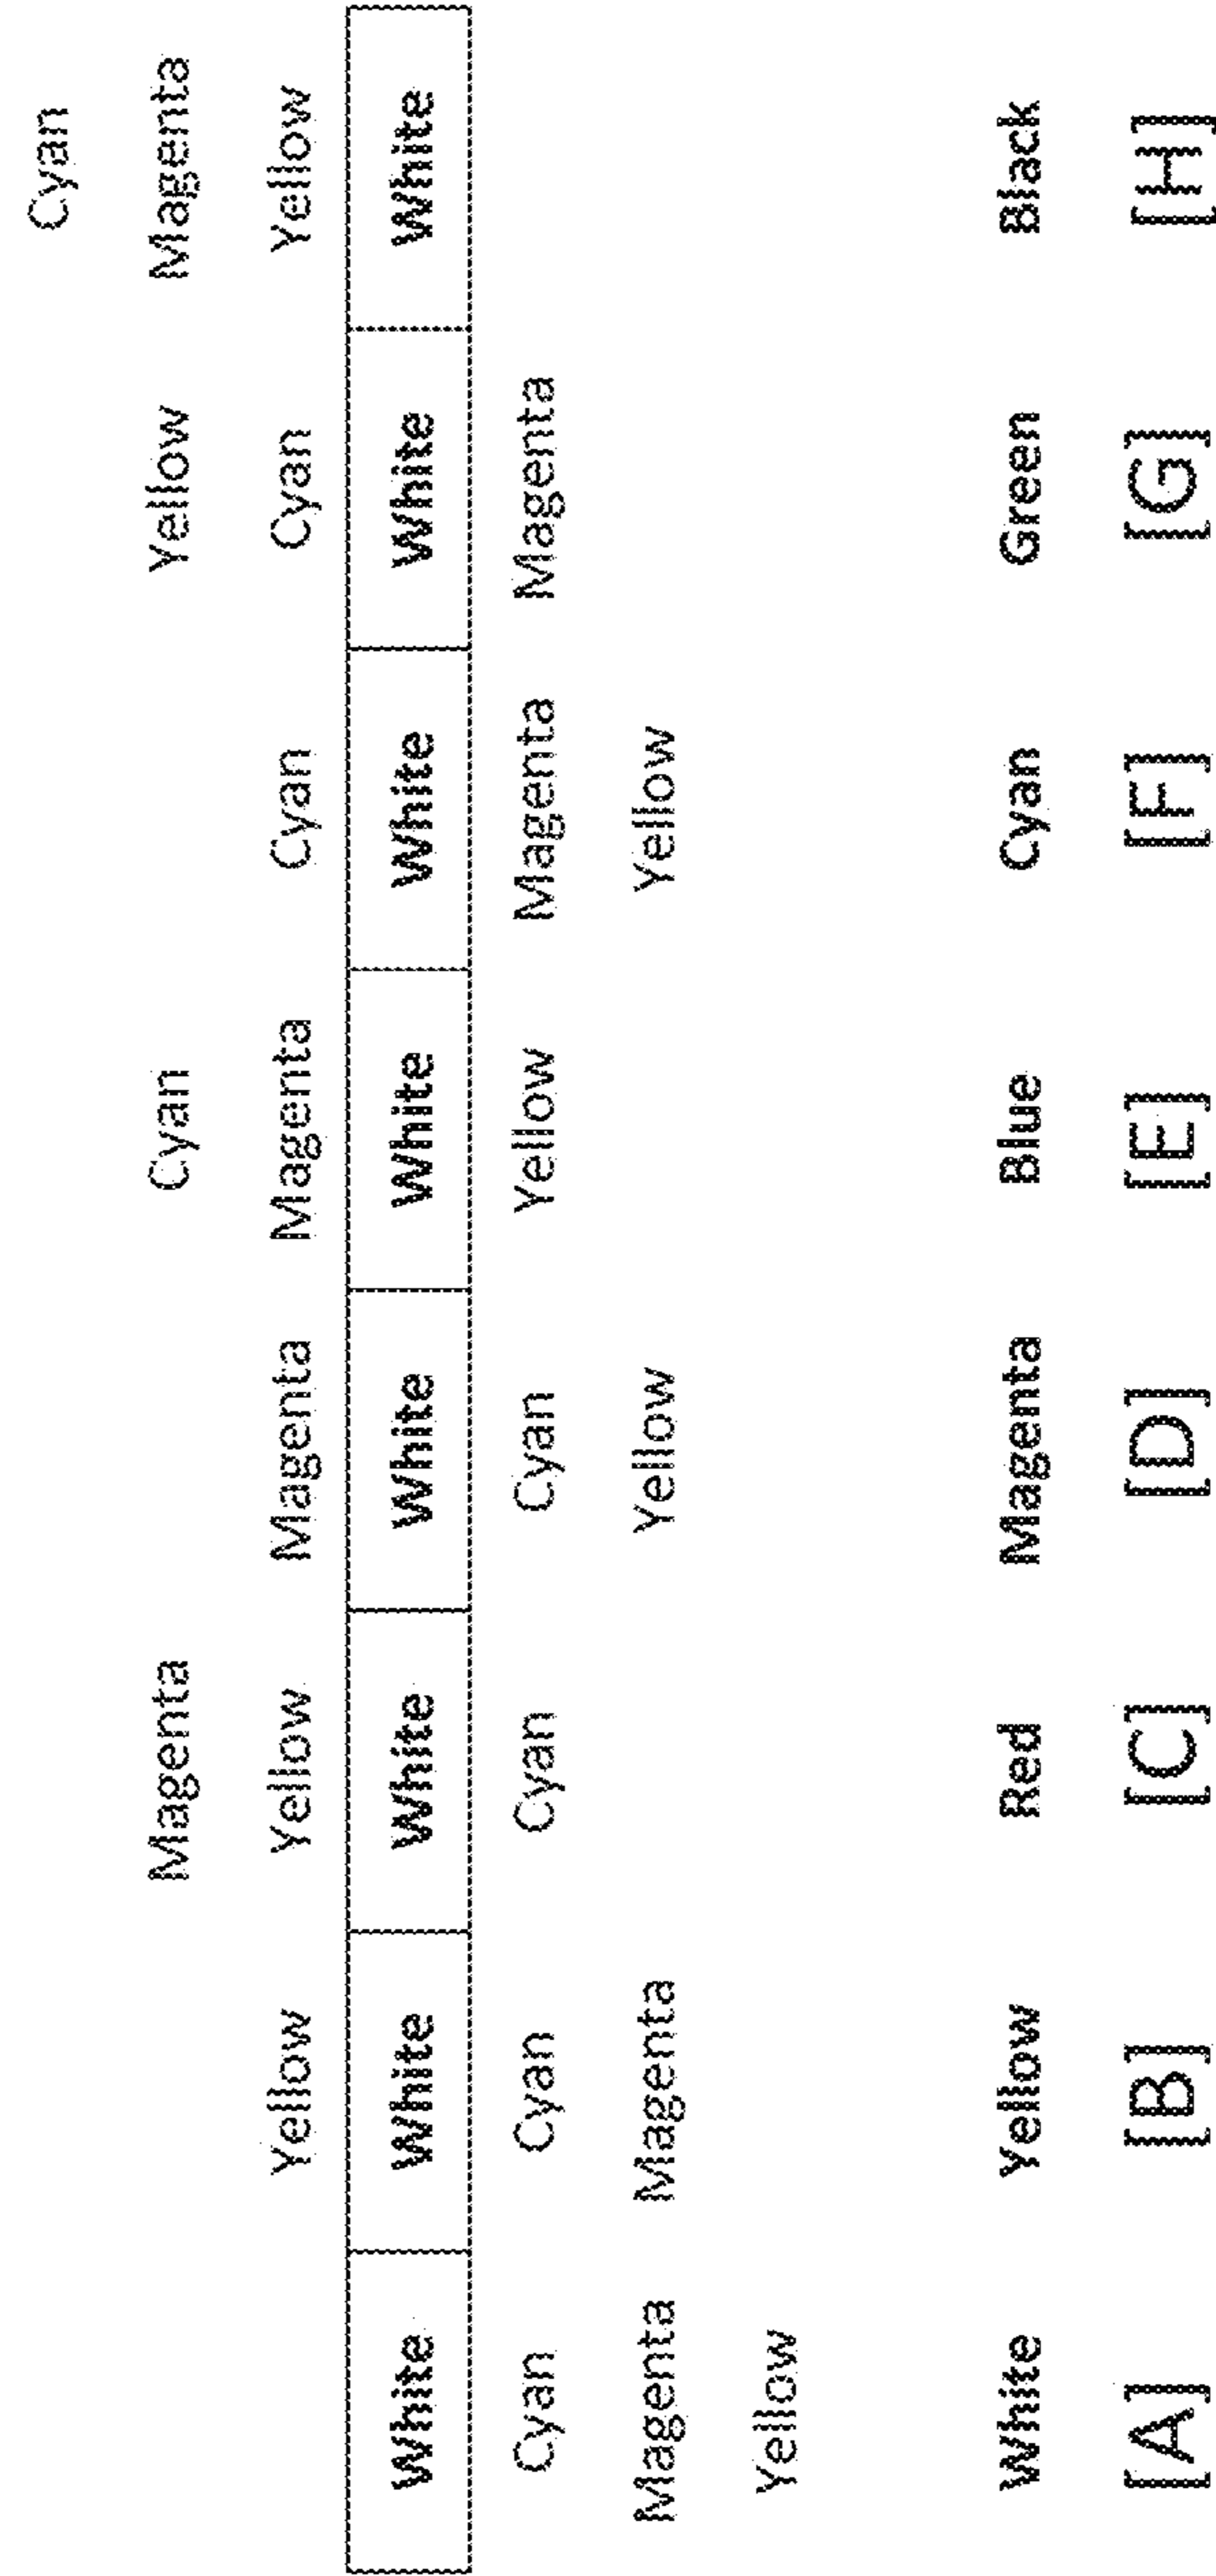 Cyan
Magenta Cyan Yellow Magenta
Yellow Yellow Magenta Magenta Cyan Cyan Yellow
White White White White White White White White
Cyan Cyan Cyan Cyan Yellow Magenta Magenta
Magenta Magenta Yellow Yellow
Yellow
White Yellow Red Magenta Blue Cyan Green Black
[A] [B] [C] [D] [E] [F] [G] [H]